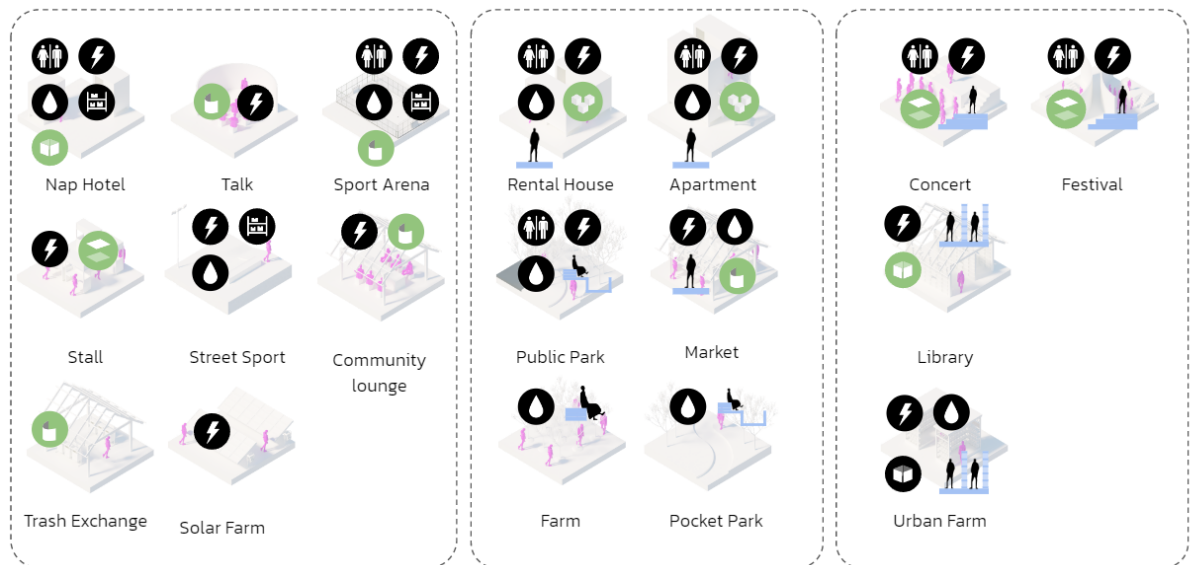 Nap Hotel
Talk
Sport Arena
Rental House
Apartment
Concert
Festival
Stall
Street Sport
Community
lounge
Public Park
Market
Library
Trash Exchange
Solar Farm
Farm
Pocket Park
Urban Farm